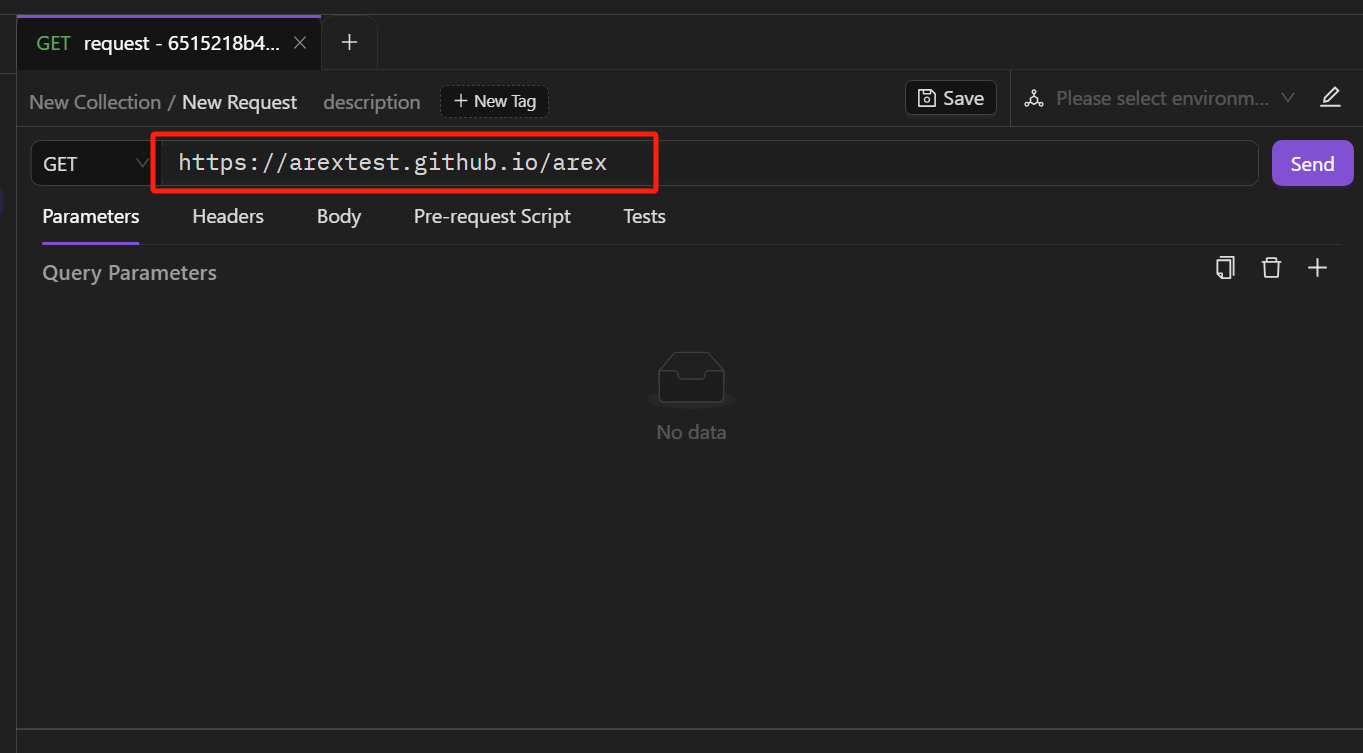 GET request - 6515218b4...
New Collection / New Request description New Tag Save Please select environm...
GET https://arextest.github.io/arex Send
Parameters Headers Body Pre-request Script Tests
Query Parameters
No data